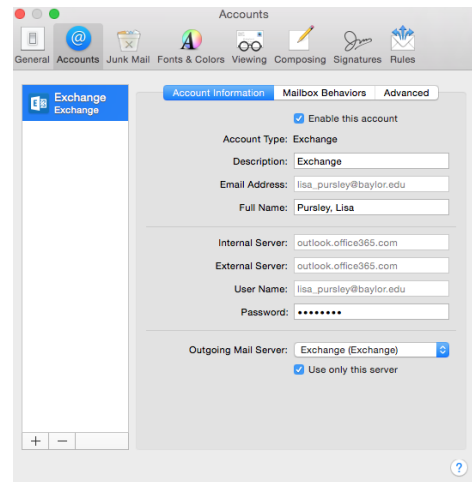 Accounts
General Accounts Junk Mail Fonts & Colors Viewing Composing Signatures Rules
Exchange
Exchange
Account Information Mailbox Behaviors Advanced
Enable this account
Account Type: Exchange
Description: Exchange
Email Address: lisa_pursley@baylor.edu
Full Name: Pursley, Lisa
Internal Server: outlook.office365.com
External Server: outlook.office365.com
User Name: lisa_pursley@baylor.edu
Password: ••••••••
Outgoing Mail Server: Exchange (Exchange)
Use only this server
+ −
?